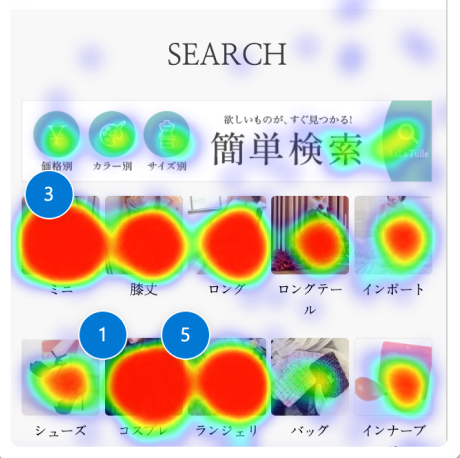 SEARCH
欲しいものが、すぐ見つかる!
簡単検索
価格別 カラー別 サイズ別
3
ミニ 膝丈 ロング ロングテー インポート
ル
1 5
シューズ コスプレ ランジェリ バッグ インナーブ